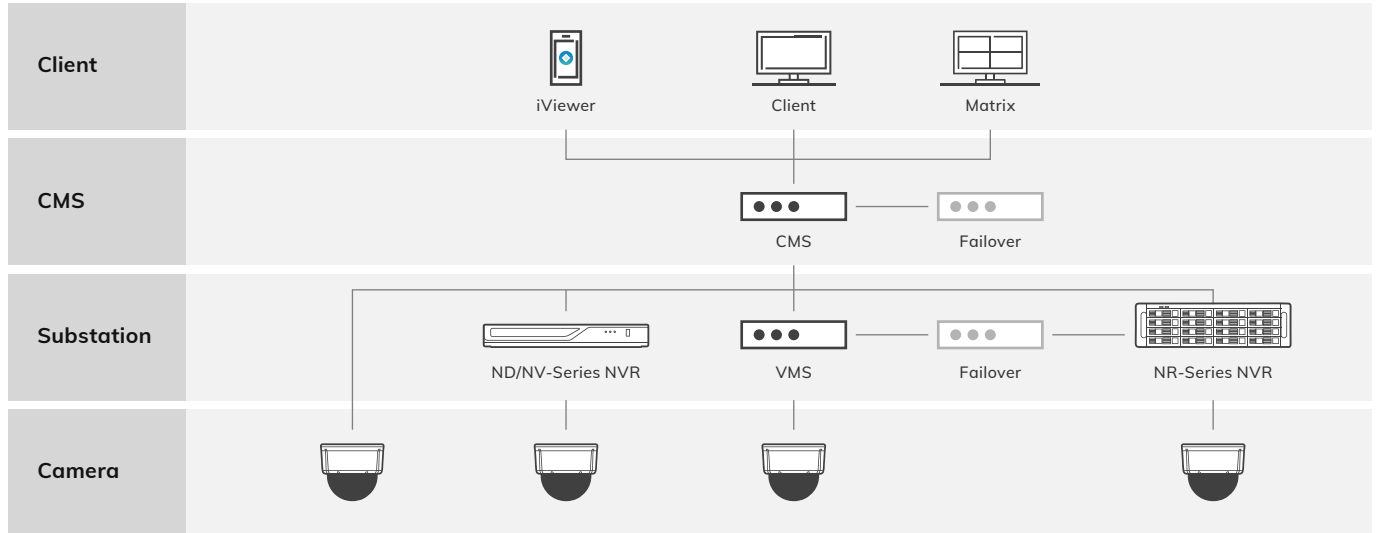 Client
iViewer
Client
Matrix
CMS
CMS
Failover
Substation
ND/NV-Series NVR
VMS
Failover
NR-Series NVR
Camera